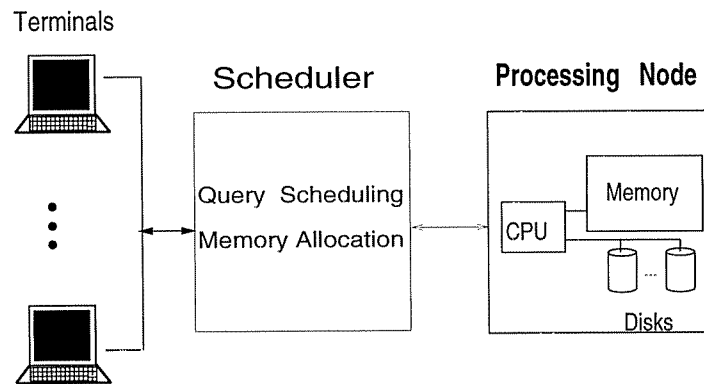 Terminals
Scheduler
Processing Node
Query Scheduling
Memory Allocation
Memory
CPU
...
Disks